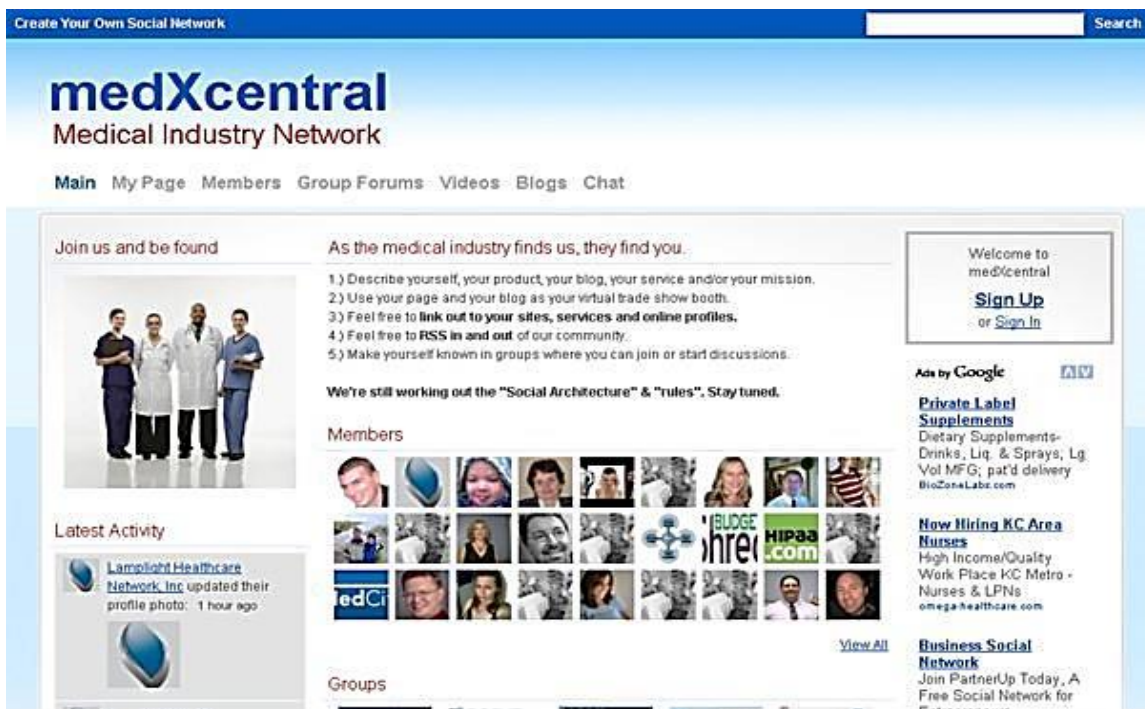 Create Your Own Social Network
Search
medXcentral
Medical Industry Network
Main My Page Members Group Forums Videos Blogs Chat
Join us and be found
As the medical industry finds us, they find you.
1.) Describe yourself, your product, your blog, your service and/or your mission.
2.) Use your page and your blog as your virtual trade show booth.
3.) Feel free to link out to your sites, services and online profiles.
4.) Feel free to RSS in and out of our community.
5.) Make yourself known in groups where you can join or start discussions.
We're still working out the "Social Architecture" & "rules". Stay tuned.
Members
BUDGE
hre
HIPAA
.com
edCi
View All
Groups
Latest Activity
Lamplight Healthcare
Network, Inc updated their
profile photo: 1 hour ago
Welcome to
medXcentral
Sign Up
or Sign In
Ads by Google
Private Label
Supplements
Dietary Supplements-
Drinks, Liq. & Sprays, Lg
Vol MFG; pat'd delivery
BioZoneLabs.com
Now Hiring KC Area
Nurses
High Income/Quality
Work Place KC Metro -
Nurses & LPNs
omega-healthcare.com
Business Social
Network
Join PartnerUp Today, A
Free Social Network for